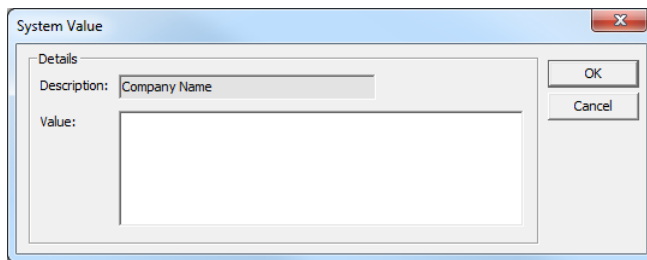 System Value
Details
Description: Company Name
Value:
OK
Cancel